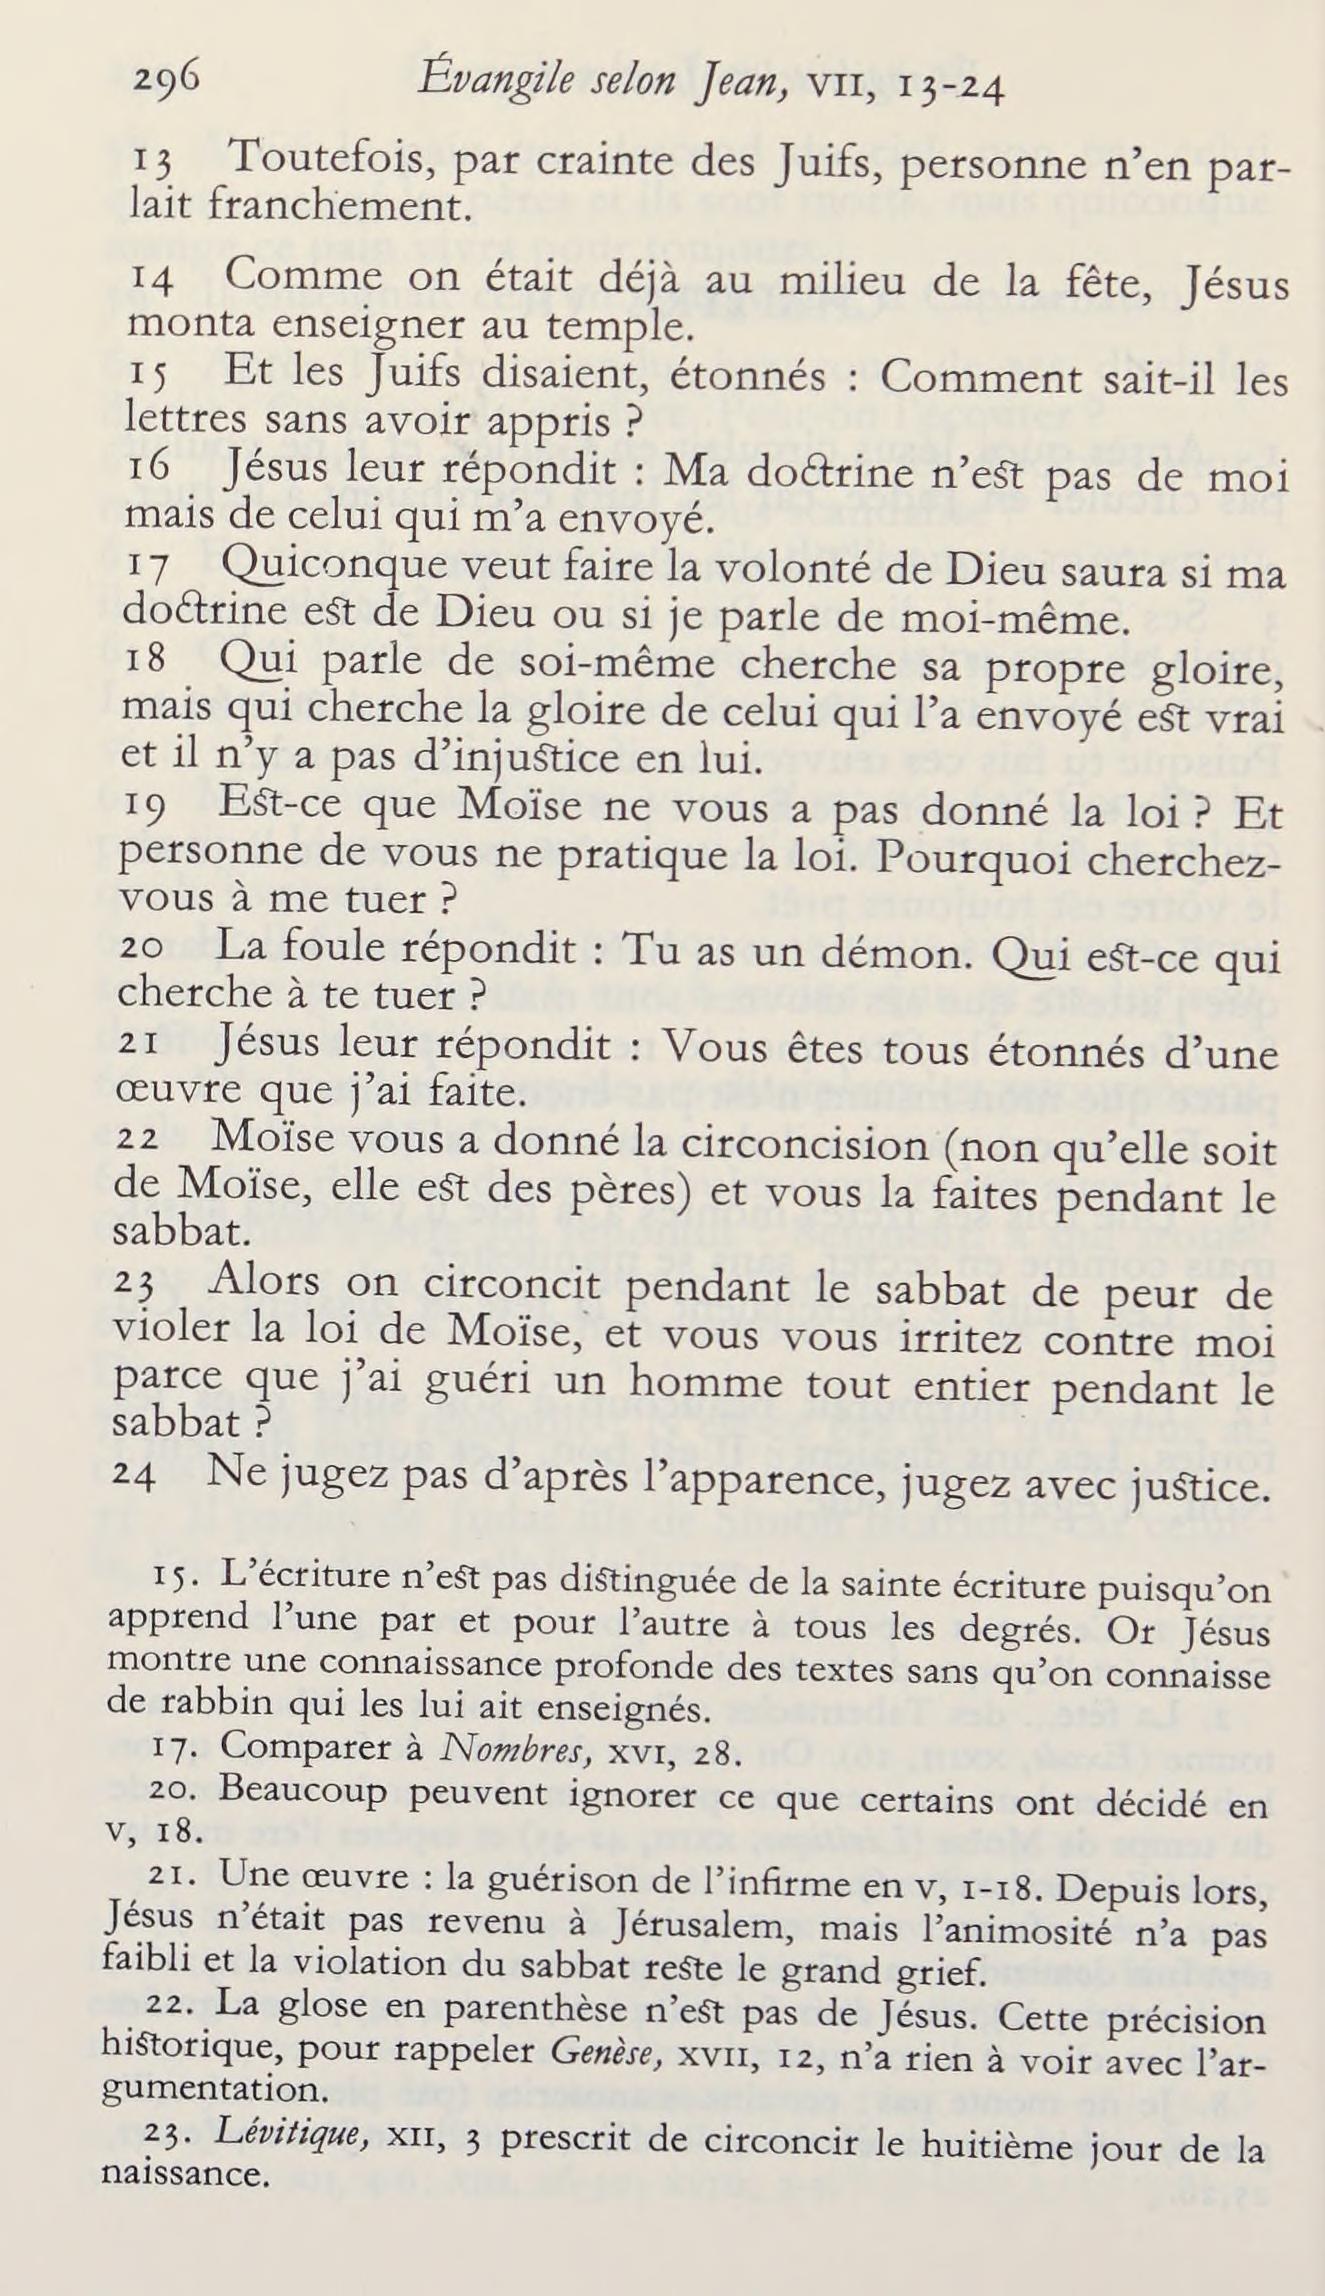 296 Évangile selon Jean, VII, 13-24
13 Toutefois, par crainte des Juifs, personne n'en par-
lait franchement.
14 Comme on était déjà au milieu de la fête, Jésus
monta enseigner au temple.
15 Et les Juifs disaient, étonnés : Comment sait-il les
lettres sans avoir appris ?
16 Jésus leur répondit : Ma doctrine n'est pas de moi
mais de celui qui m'a envoyé.
17 Quiconque veut faire la volonté de Dieu saura si ma
doctrine est de Dieu ou si je parle de moi-même.
18 Qui parle de soi-même cherche sa propre gloire,
mais qui cherche la gloire de celui qui l'a envoyé est vrai
et il n'y a pas d'injustice en lui.
19 Est-ce que Moïse ne vous a pas donné la loi ? Et
personne de vous ne pratique la loi. Pourquoi cherchez-
vous à me tuer ?
20 La foule répondit : Tu as un démon. Qui est-ce qui
cherche à te tuer ?
21 Jésus leur répondit : Vous êtes tous étonnés d'une
œuvre que j'ai faite.
22 Moïse vous a donné la circoncision (non qu'elle soit
de Moïse, elle est des pères) et vous la faites pendant le
sabbat.
23 Alors on circoncit pendant le sabbat de peur de
violer la loi de Moïse, et vous vous irritez contre moi
parce que j'ai guéri un homme tout entier pendant le
sabbat ?
24 Ne jugez pas d'après l'apparence, jugez avec justice.
15. L'écriture n'est pas distinguée de la sainte écriture puisqu'on
apprend l'une par et pour l'autre à tous les degrés. Or Jésus
montre une connaissance profonde des textes sans qu'on connaisse
de rabbin qui les lui ait enseignés.
17. Comparer à Nombres, XVI, 28.
20. Beaucoup peuvent ignorer ce que certains ont décidé en
V, 18.
21. Une œuvre : la guérison de l'infirme en V, 1-18. Depuis lors,
Jésus n'était pas revenu à Jérusalem, mais l'animosité n'a pas
faibli et la violation du sabbat reste le grand grief.
22. La glose en parenthèse n'est pas de Jésus. Cette précision
historique, pour rappeler Genèse, XVII, 12, n'a rien à voir avec l'ar-
gumentation.
23. Lévitique, XII, 3 prescrit de circoncir le huitième jour de la
naissance.